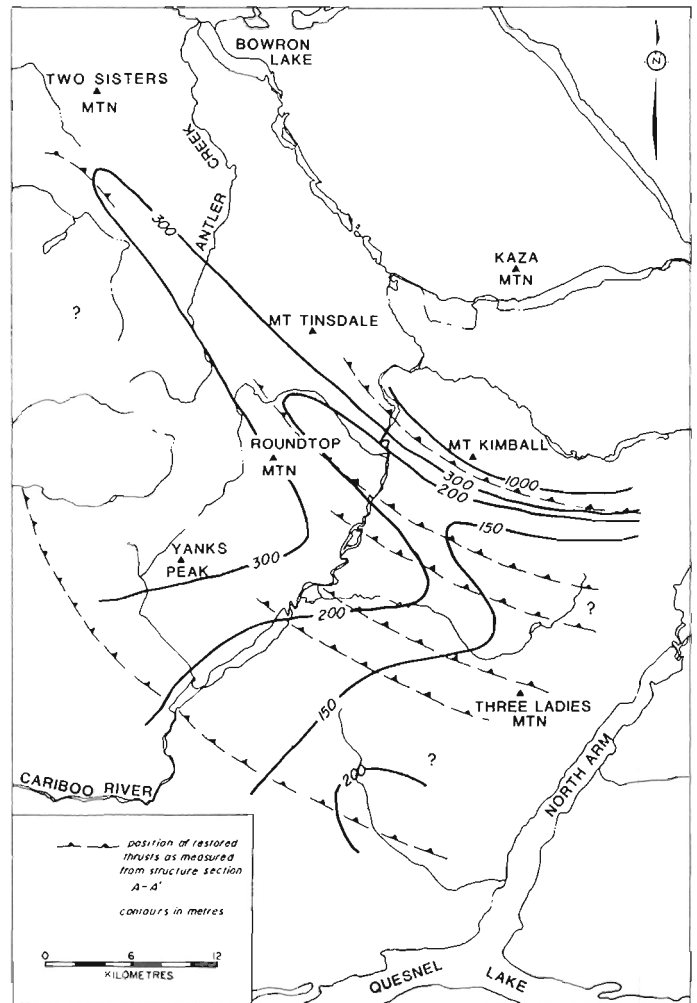 BOWRON
LAKE
N
TWO SISTERS
MTN
CREEK
ANTLER
300
KAZA
MTN
?
MT TINSDALE
ROUNDTOP
MTN
MT KIMBALL
1000
300
200
150
YANKS
PEAK
300
200
?
150
THREE LADIES
MTN
NORTH ARM
?
200
CARIBOO RIVER
position of restored
thrusts as measured
from structure section
A-A'
contours in metres
0 6 12
KILOMETRES
QUESNEL LAKE